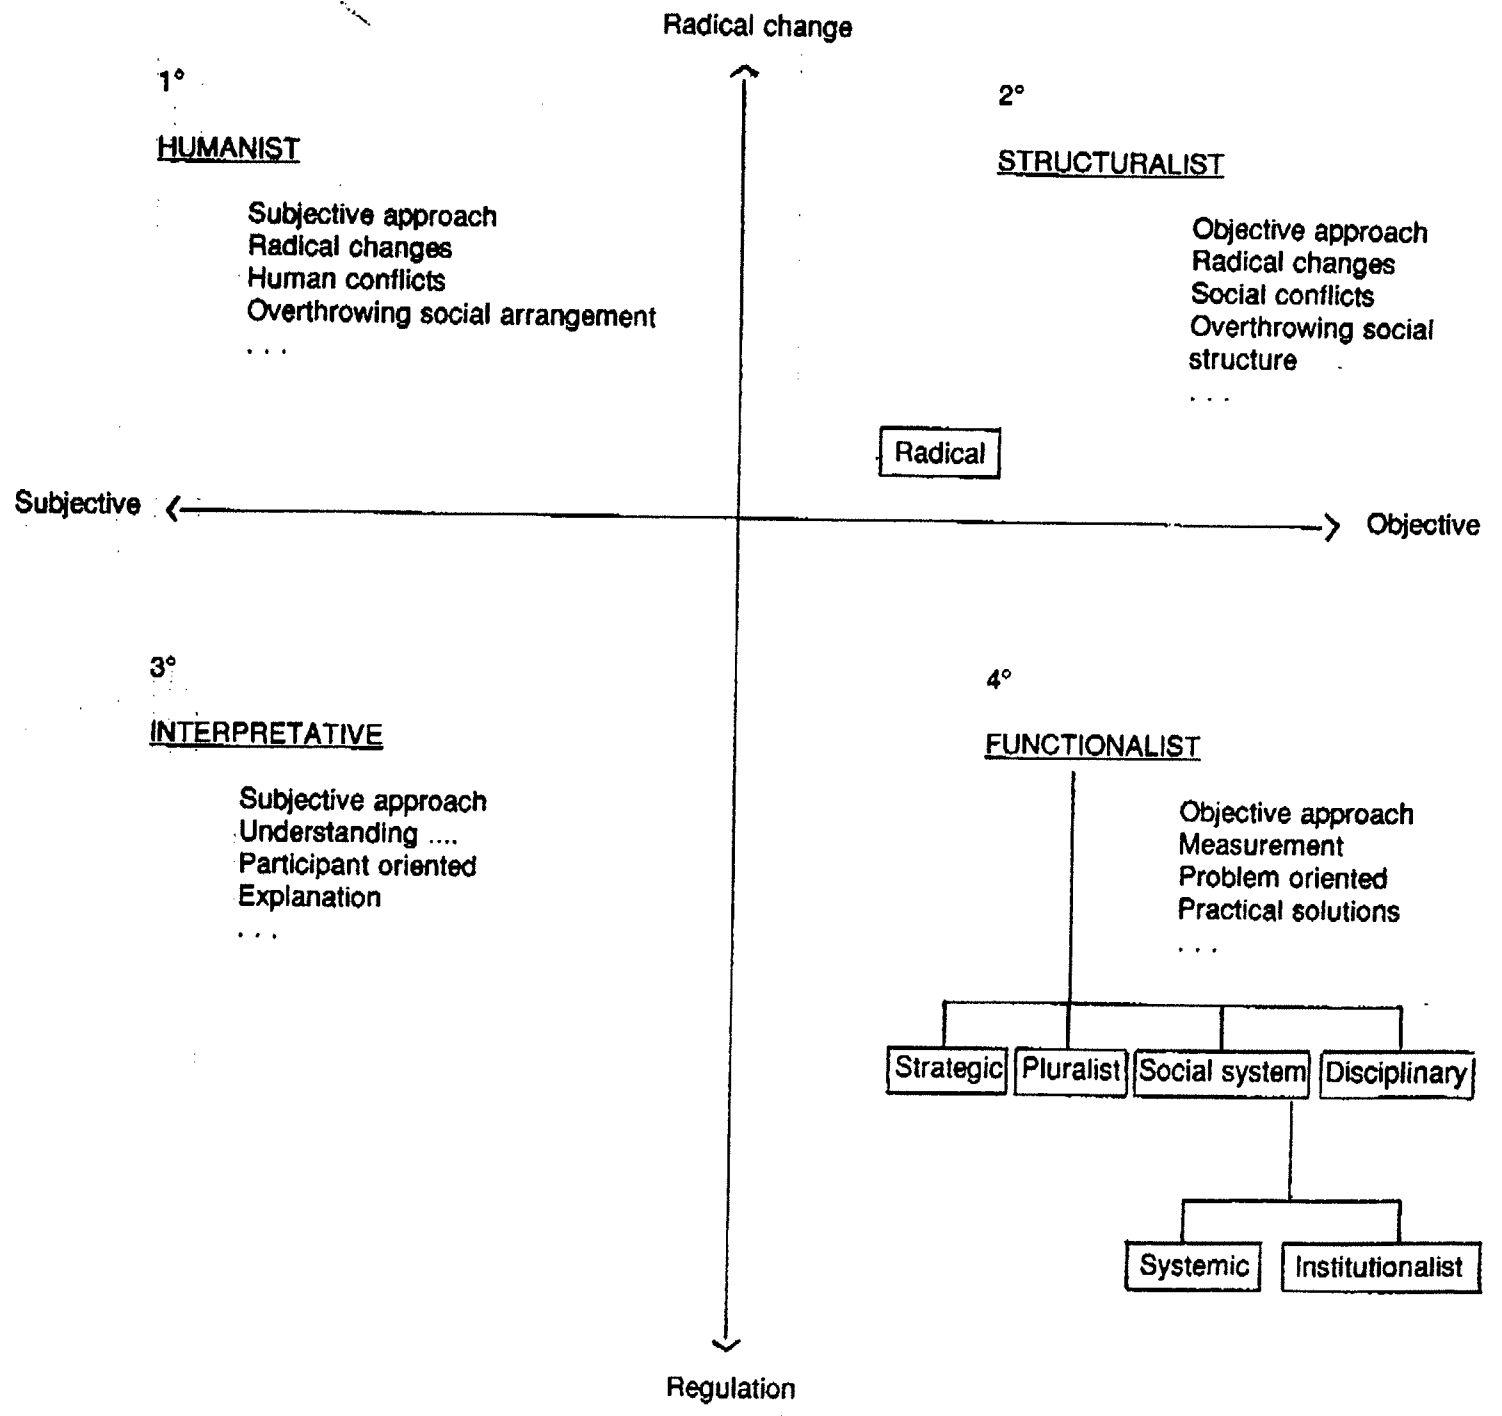 Radical change
1°
HUMANIST
Subjective approach
Radical changes
Human conflicts
Overthrowing social arrangement
. . .
2°
STRUCTURALIST
Objective approach
Radical changes
Social conflicts
Overthrowing social
structure
. . .
Radical
Subjective
Objective
3°
INTERPRETATIVE
Subjective approach
Understanding ....
Participant oriented
Explanation
. . .
4°
FUNCTIONALIST
Objective approach
Measurement
Problem oriented
Practical solutions
. . .
Strategic
Pluralist
Social system
Disciplinary
Systemic
Institutionalist
Regulation